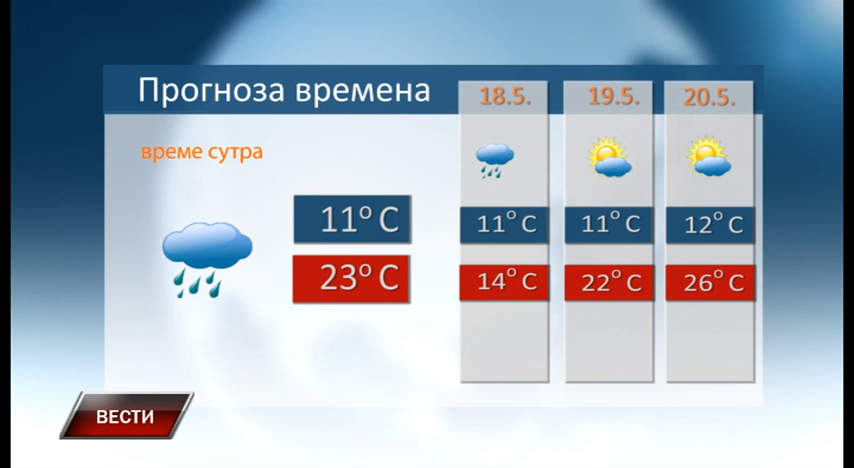 Прогноза времена
време сутра
11° C
23° C
18.5. 19.5. 20.5.
11° C 11° C 12° C
14° C 22° C 26° C
ВЕСТИ